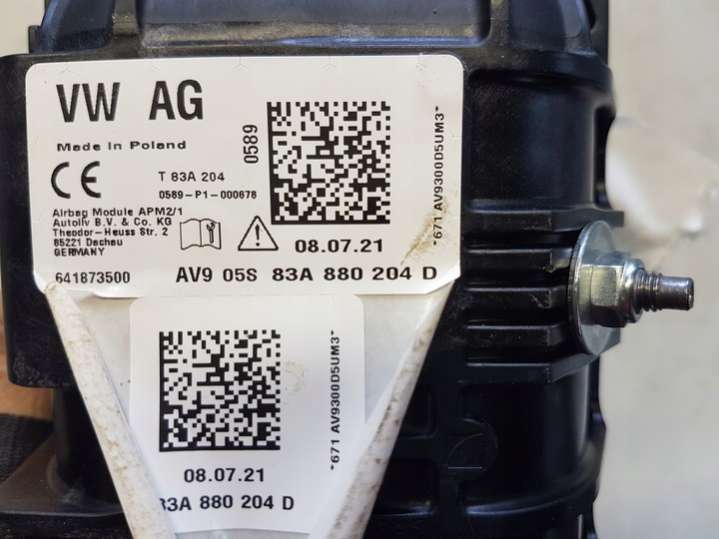 VW AG
Made in Poland
CE
0589
T 83A 204
0589-P1-000678
Airbag Module APM2/1
Autoliv B.V. & Co. KG
Theodor-Heuss Str. 2
85221 Dachau
GERMANY
08.07.21
*671 AV9300D5UM3*
641873500
AV9 05S 83A 880 204 D
*671 AV9300D5UM3*
08.07.21
83A 880 204 D